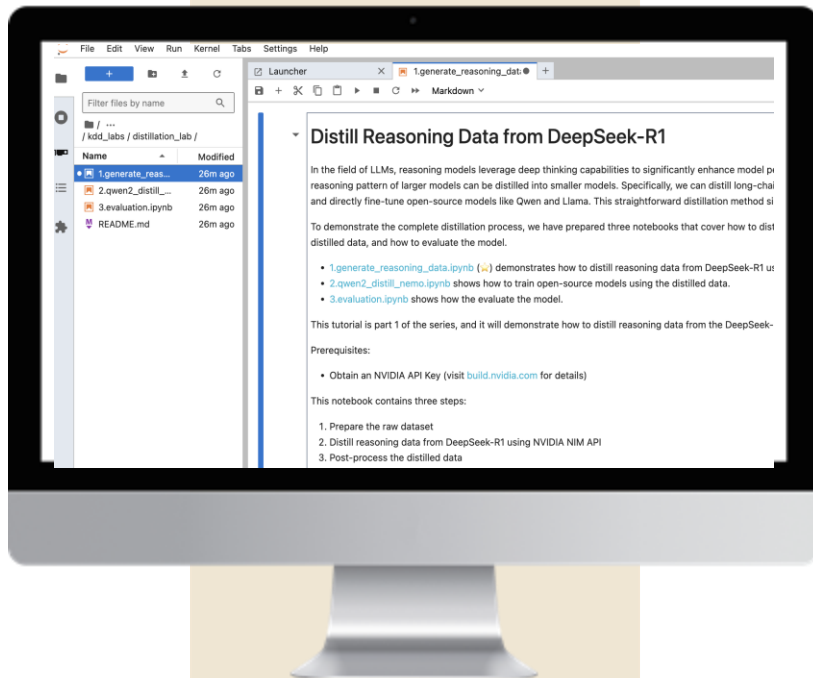 File Edit View Run Kernel Tabs Settings Help
Launcher
1.generate_reasoning_dat
Filter files by name
Markdown
/ ...
/ kdd_labs / distillation_lab /
Name Modified
1.generate_reas... 26m ago
2.qwen2_distill_... 26m ago
3.evaluation.ipynb 26m ago
README.md 26m ago
Distill Reasoning Data from DeepSeek-R1
In the field of LLMs, reasoning models leverage deep thinking capabilities to significantly enhance model
reasoning pattern of larger models can be distilled into smaller models. Specifically, we can distill
and directly fine-tune open-source models like Qwen and Llama. This straightforward distillation method
To demonstrate the complete distillation process, we have prepared three notebooks that cover how to
distilled data, and how to evaluate the model.
• 1.generate_reasoning_data.ipynb (⭐) demonstrates how to distill reasoning data from DeepSeek-R1
• 2.qwen2_distill_nemo.ipynb shows how to train open-source models using the distilled data.
• 3.evaluation.ipynb shows how the evaluate the model.
This tutorial is part 1 of the series, and it will demonstrate how to distill reasoning data from the DeepSeek-
Prerequisites:
• Obtain an NVIDIA API Key (visit build.nvidia.com for details)
This notebook contains three steps:
1. Prepare the raw dataset
2. Distill reasoning data from DeepSeek-R1 using NVIDIA NIM API
3. Post-process the distilled data